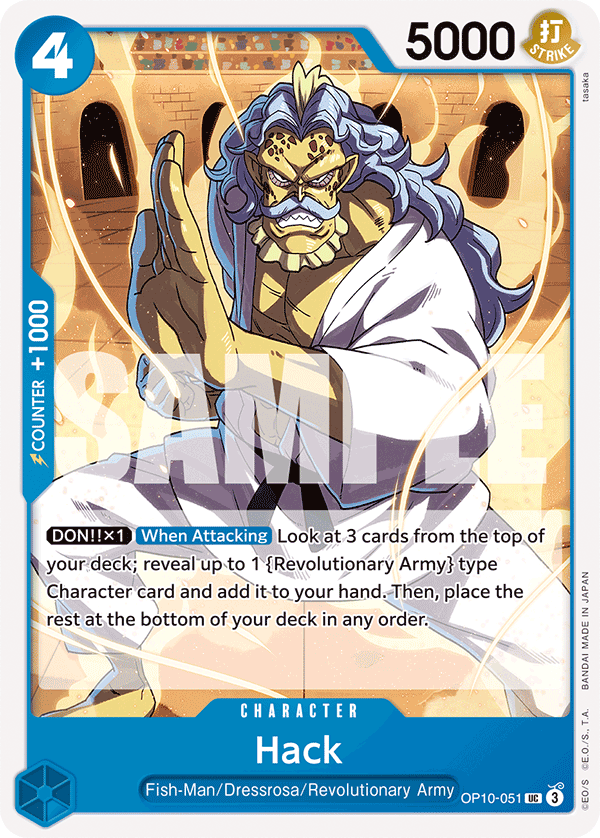 4
5000
打
STRIKE
tasaka
COUNTER +1000
SAMPLE
DON!!×1 When Attacking Look at 3 cards from the top of
your deck; reveal up to 1 {Revolutionary Army} type
Character card and add it to your hand. Then, place the
rest at the bottom of your deck in any order.
CHARACTER
Hack
Fish-Man/Dressrosa/Revolutionary Army
OP10-051 UC 3
©E.O/S ©E.O./S., T.A. BANDAI MADE IN JAPAN